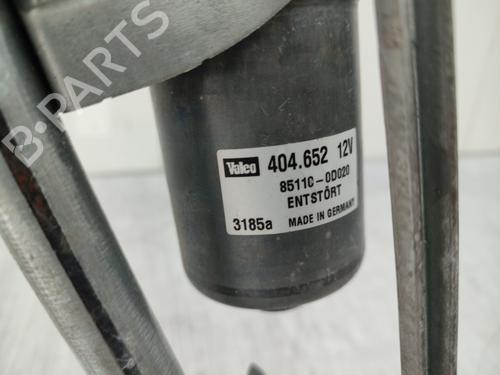 B-PARTS
Valeo 404.652 12V
85110-0D020
ENTSTÖRT
3185a MADE IN GERMANY